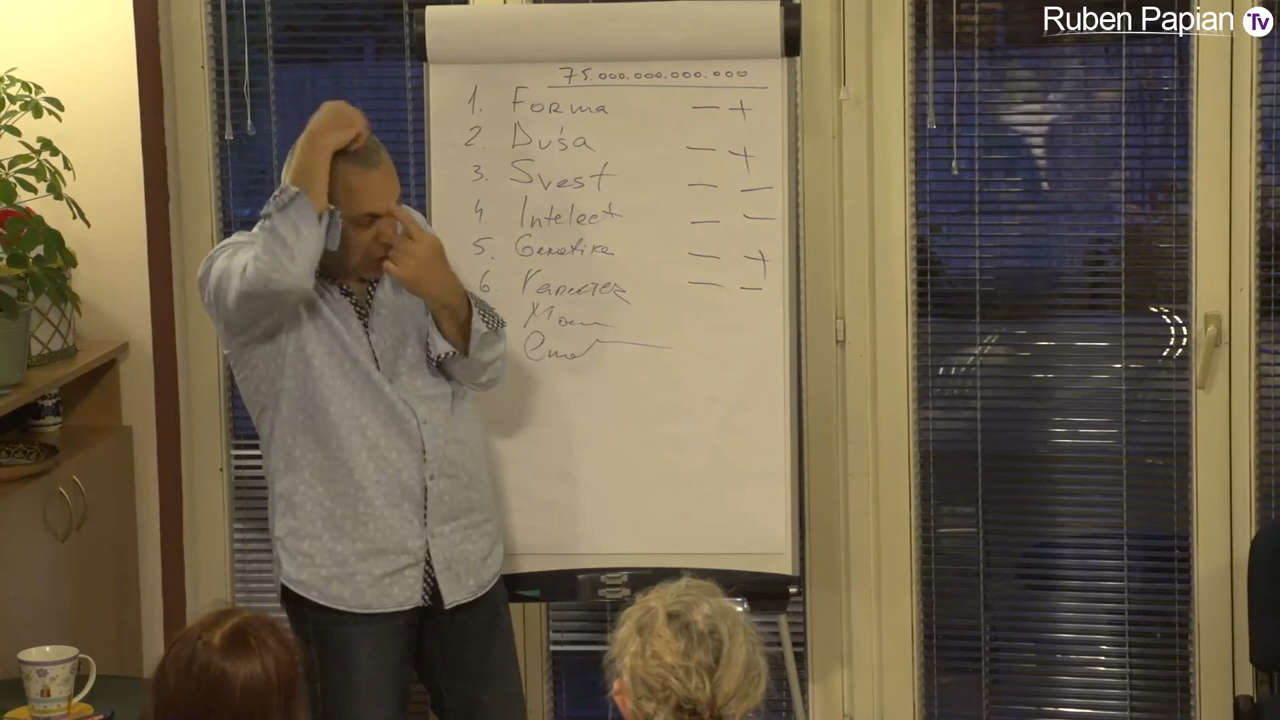 Ruben Papian Tv
75.000.000.000.000
1. Forma — +
2. Duša — +
3. Svest — —
4. Intelect — —
5. Genetika — +
6. — —